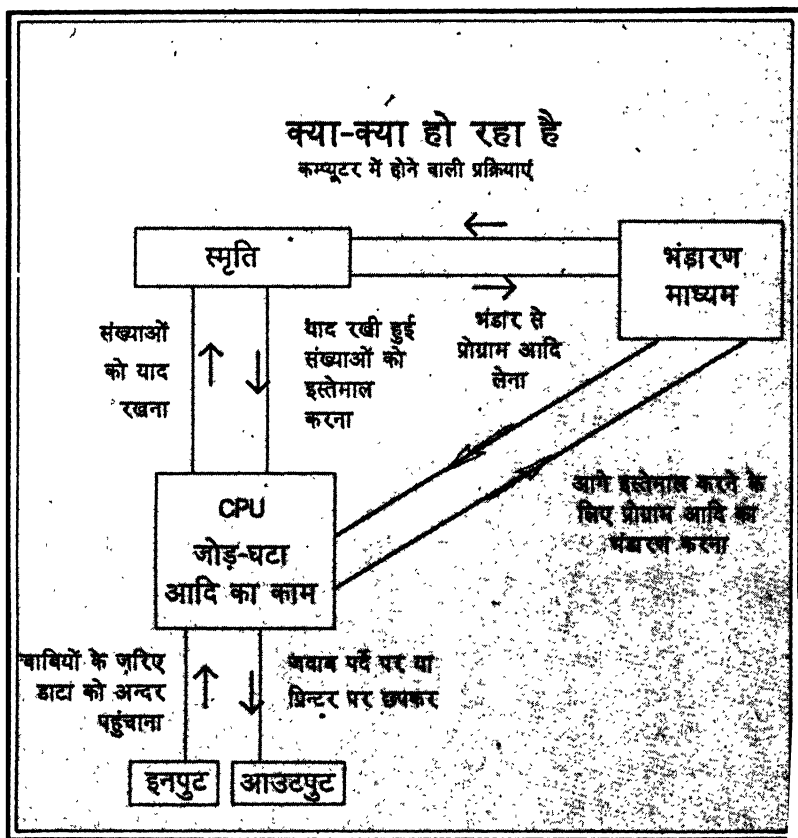 क्या-क्या हो रहा है
कम्प्यूटर में होने वाली प्रक्रियाएं
स्मृति
भंडारण
माध्यम
संख्याओं
को याद
रखना
याद रखी हुई
संख्याओं को
इस्तेमाल
करना
भंडार से
प्रोग्राम आदि
लेना
CPU
जोड़-घटा
आदि का काम
आगे इस्तेमाल करने के
लिए प्रोग्राम आदि का
भंडारण करना
चाबियों के ज़रिए
डाटा को अन्दर
पहुंचाना
जवाब पर्दे पर या
प्रिन्टर पर छपकर
इनपुट
आउटपुट